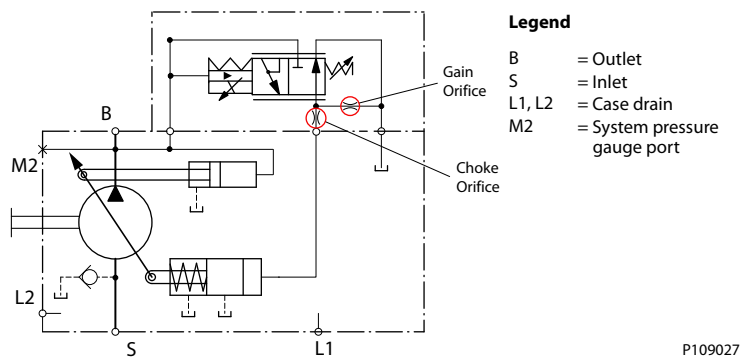 Gain
Orifice
B
M2
Choke
Orifice
L2
S
L1
Legend
B = Outlet
S = Inlet
L1, L2 = Case drain
M2 = System pressure
gauge port
P109027